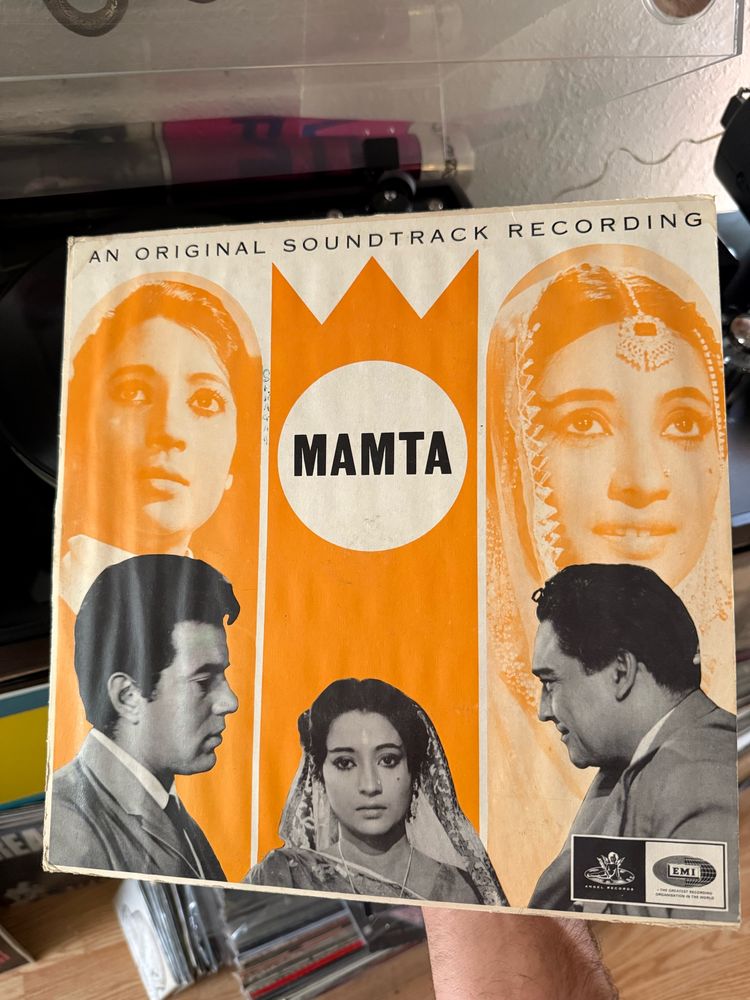 AN ORIGINAL SOUNDTRACK RECORDING
MAMTA
ANGEL RECORDS
EMI
THE GREATEST RECORDING
ORGANISATION IN THE WORLD